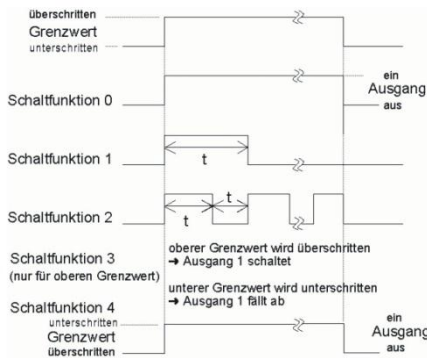 überschritten
Grenzwert
unterschritten
ein
Ausgang
aus
Schaltfunktion 0
Schaltfunktion 1
t
Schaltfunktion 2
t
t
Schaltfunktion 3
(nur für oberen Grenzwert)
oberer Grenzwert wird überschritten
➔ Ausgang 1 schaltet
unterer Grenzwert wird unterschritten
➔ Ausgang 1 fällt ab
Schaltfunktion 4
unterschritten
Grenzwert
überschritten
ein
Ausgang
aus